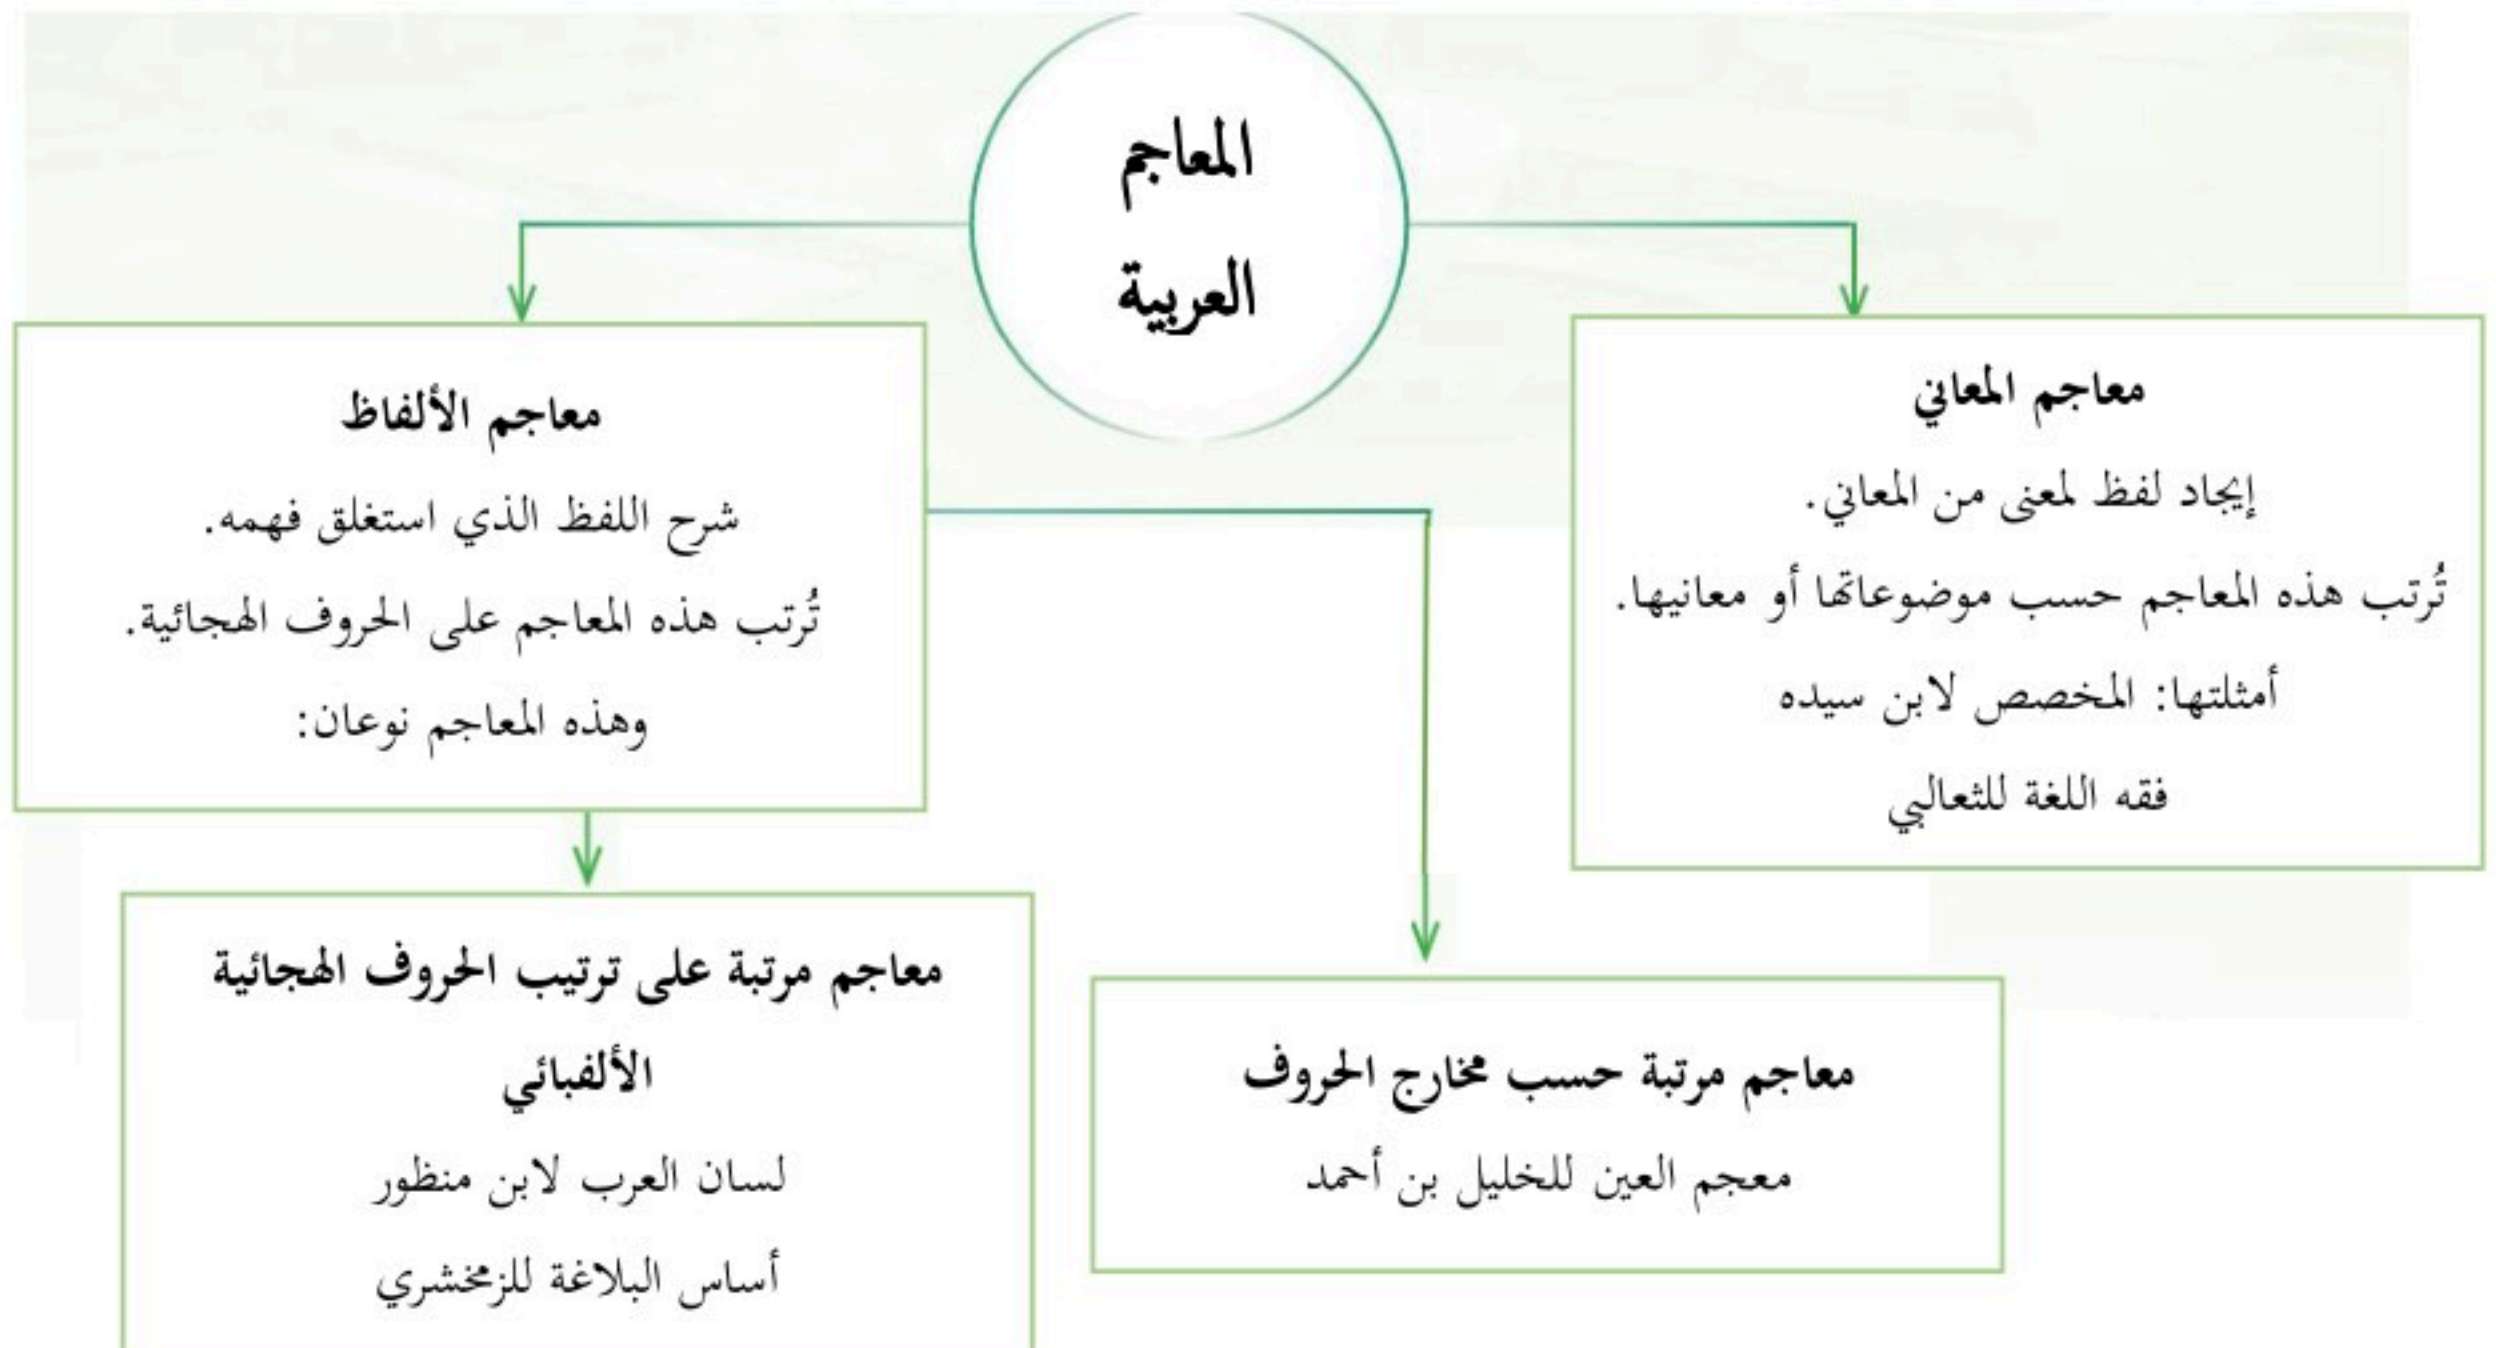 المعاجم
العربية
معاجم المعاني
إيجاد لفظ لمعنى من المعاني.
تُرتب هذه المعاجم حسب موضوعاتها أو معانيها.
أمثلتها: المخصص لابن سيده
فقه اللغة للثعالبي
معاجم الألفاظ
شرح اللفظ الذي استغلق فهمه.
تُرتب هذه المعاجم على الحروف الهجائية.
وهذه المعاجم نوعان:
معاجم مرتبة حسب مخارج الحروف
معجم العين للخليل بن أحمد
معاجم مرتبة على ترتيب الحروف الهجائية
الألفبائي
لسان العرب لابن منظور
أساس البلاغة للزمخشري